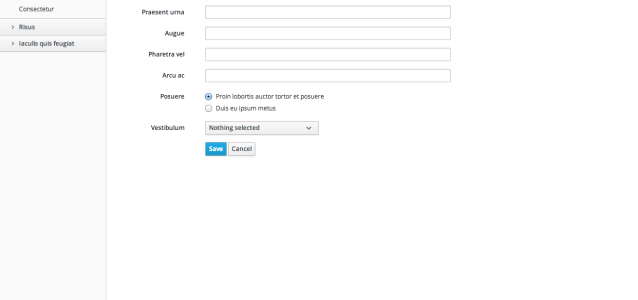 Consectetur
Risus
Iaculis quis feugiat
Praesent urna
Augue
Pharetra vel
Arcu ac
Posuere
Proin lobortis auctor tortor et posuere
Duis eu ipsum metus
Vestibulum
Nothing selected
Save
Cancel